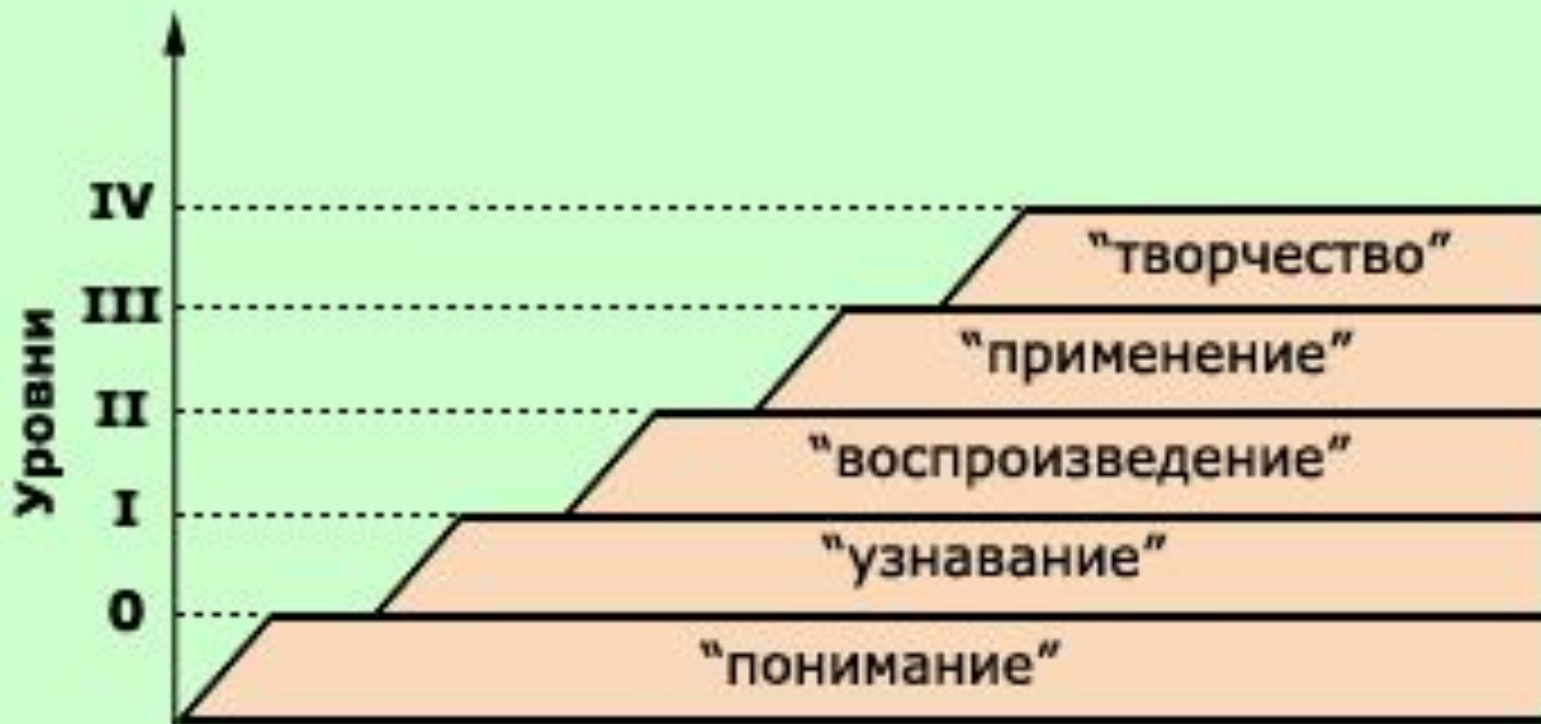 Уровни
IV
"творчество"
III
"применение"
II
"воспроизведение"
I
"узнавание"
0
"понимание"